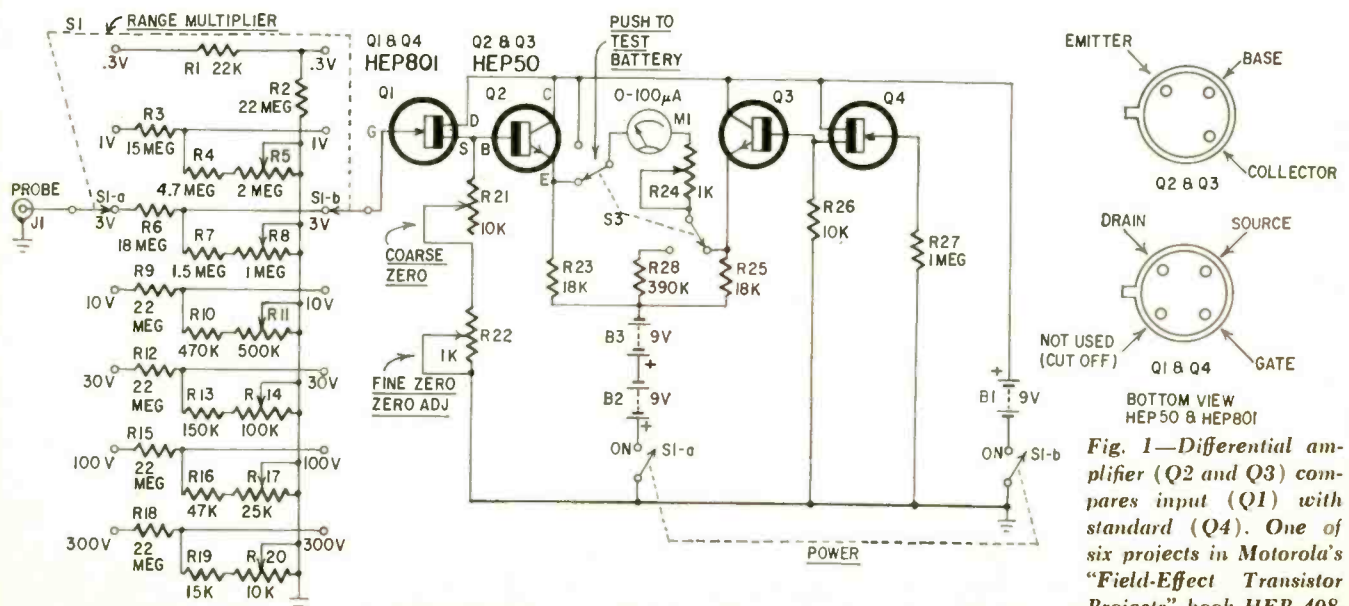 S1
RANGE MULTIPLIER
.3V
R1 22K
.3V
R2
22 MEG
R3
1V
15 MEG
R4
R5
1V
4.7 MEG
2 MEG
PROBE
J1
S1-a
3V
R6
18 MEG
S1-b
3V
R7
R8
1.5 MEG
1 MEG
R9
10V
22
MEG
R10
R11
10V
470K
500K
R12
30V
22
MEG
R13
R14
30V
150K
100K
R15
100V
22
MEG
R16
R17
100V
47K
25K
R18
300V
22
MEG
R19
R20
300V
15K
10K
Q1 & Q4
HEP801
Q2 & Q3
HEP50
Q1
Q2
G
D
S
B
C
E
R21
10K
COARSE
ZERO
R22
1K
FINE ZERO
ZERO ADJ
PUSH TO
TEST
BATTERY
0-100μA
M1
R24
1K
S3
R23
18K
R28
390K
R25
18K
B3
9V
+
B2
9V
+
ON
S1-a
Q3
Q4
R26
10K
R27
1 MEG
+
B1
9V
ON
S1-b
POWER
EMITTER
BASE
COLLECTOR
Q2 & Q3
DRAIN
SOURCE
NOT USED
(CUT OFF)
GATE
Q1 & Q4
BOTTOM VIEW
HEP50 & HEP801
Fig. 1—Differential am-
plifier (Q2 and Q3) com-
pares input (Q1) with
standard (Q4). One of
six projects in Motorola's
"Field-Effect Transistor
Projects" book HEP 408.